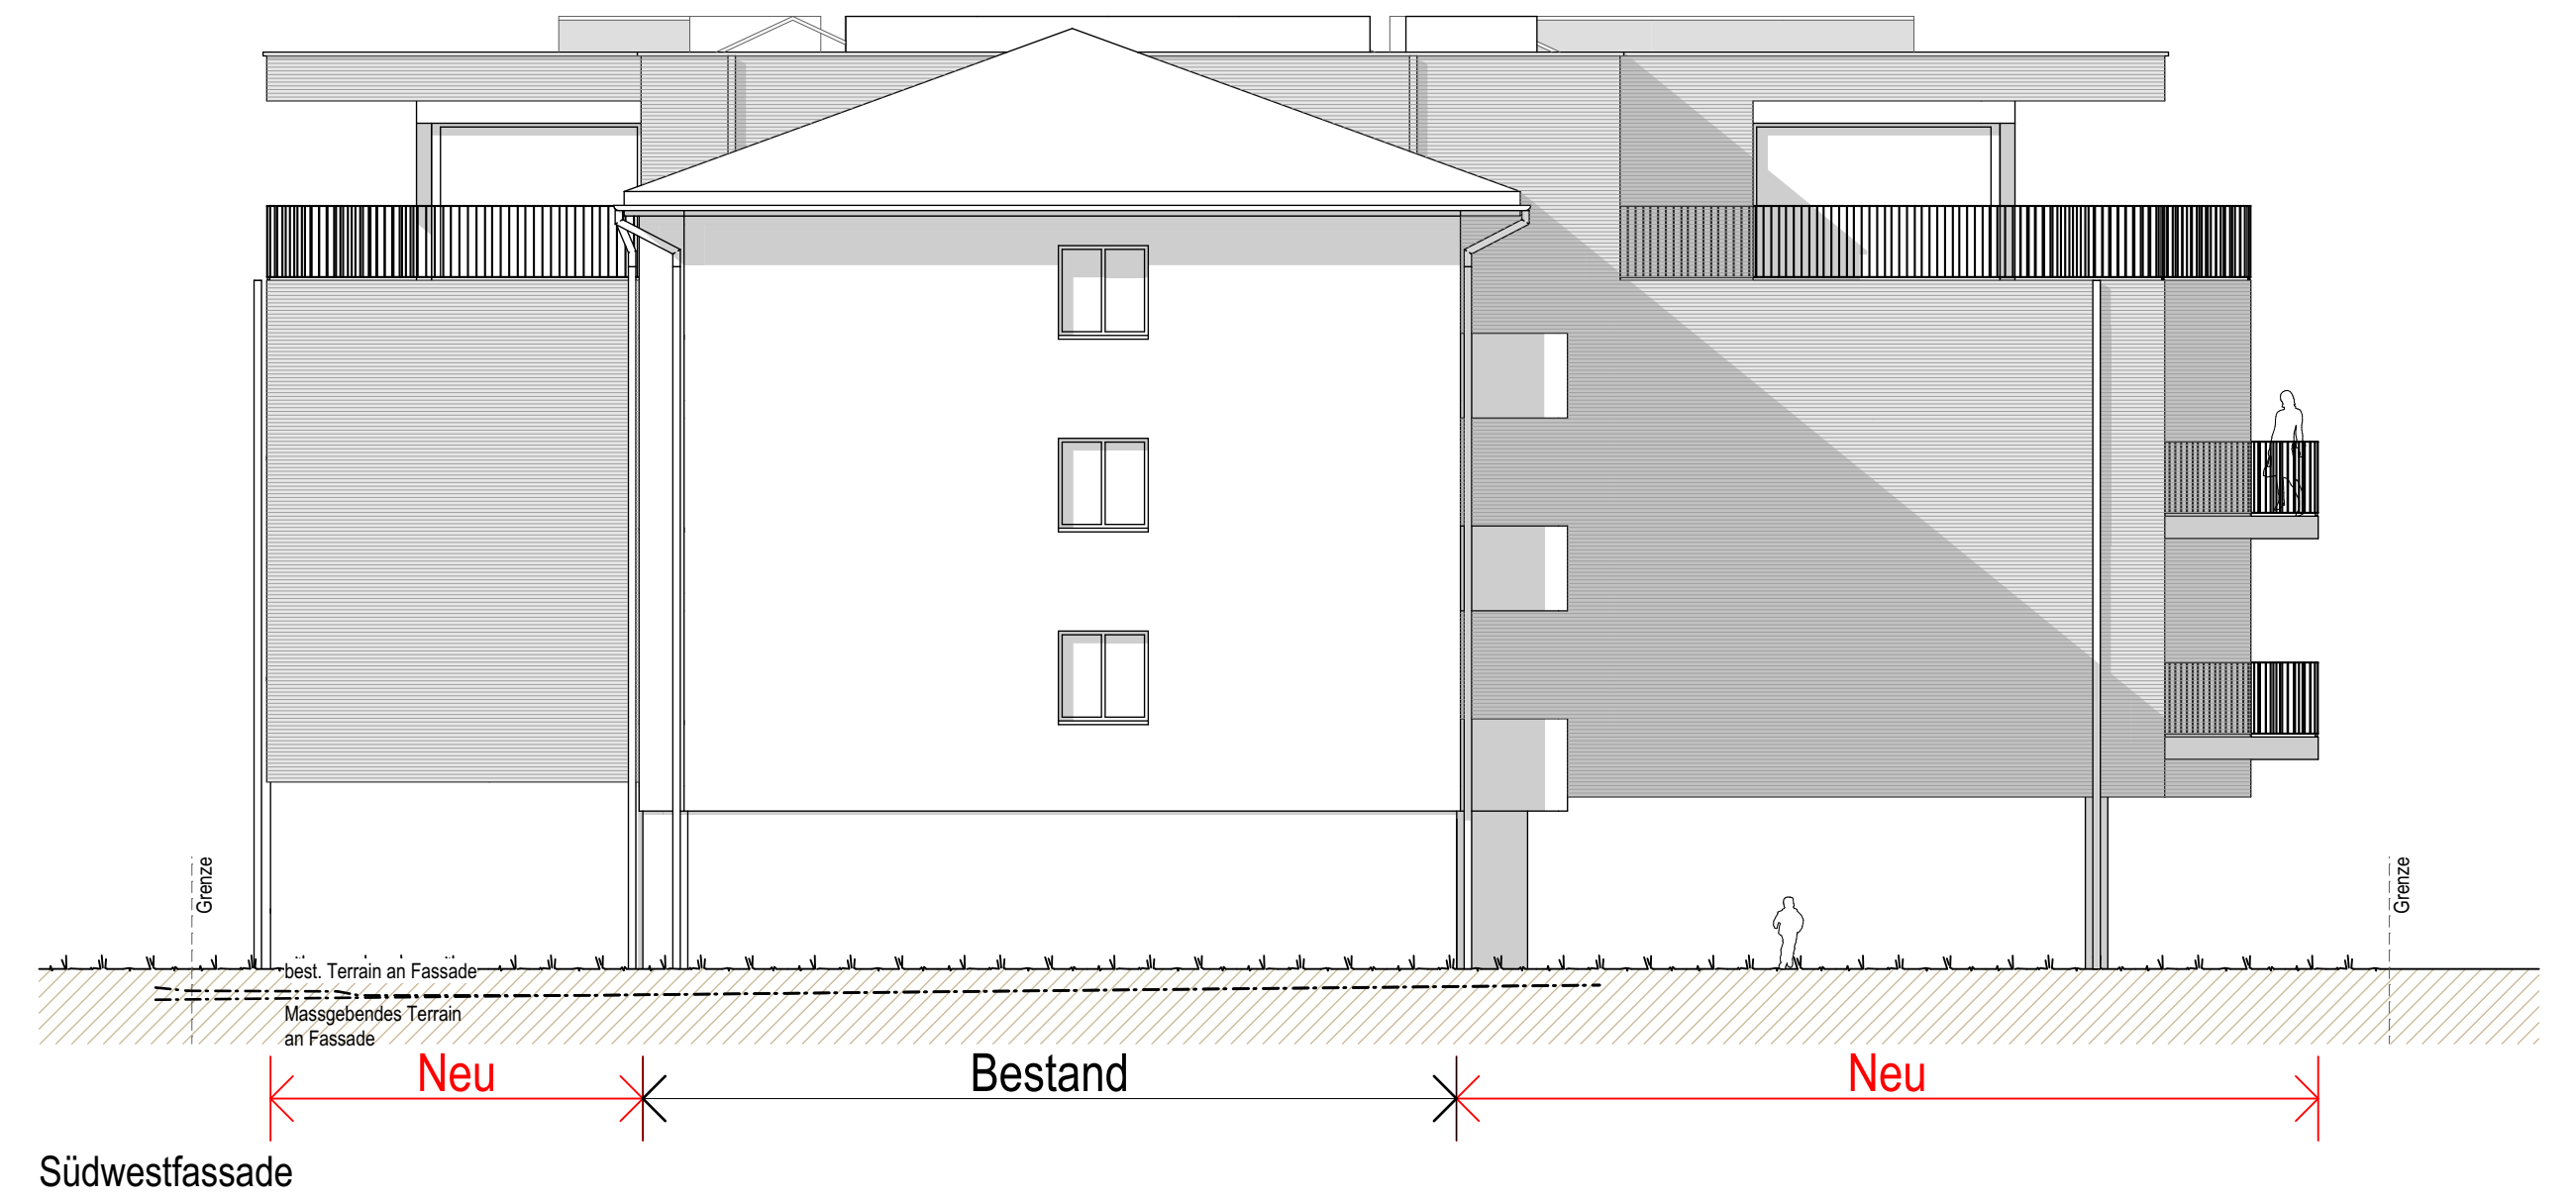 Grenze
Grenze
best. Terrain an Fassade
Massgebendes Terrain
an Fassade
Neu
Bestand
Neu
Südwestfassade